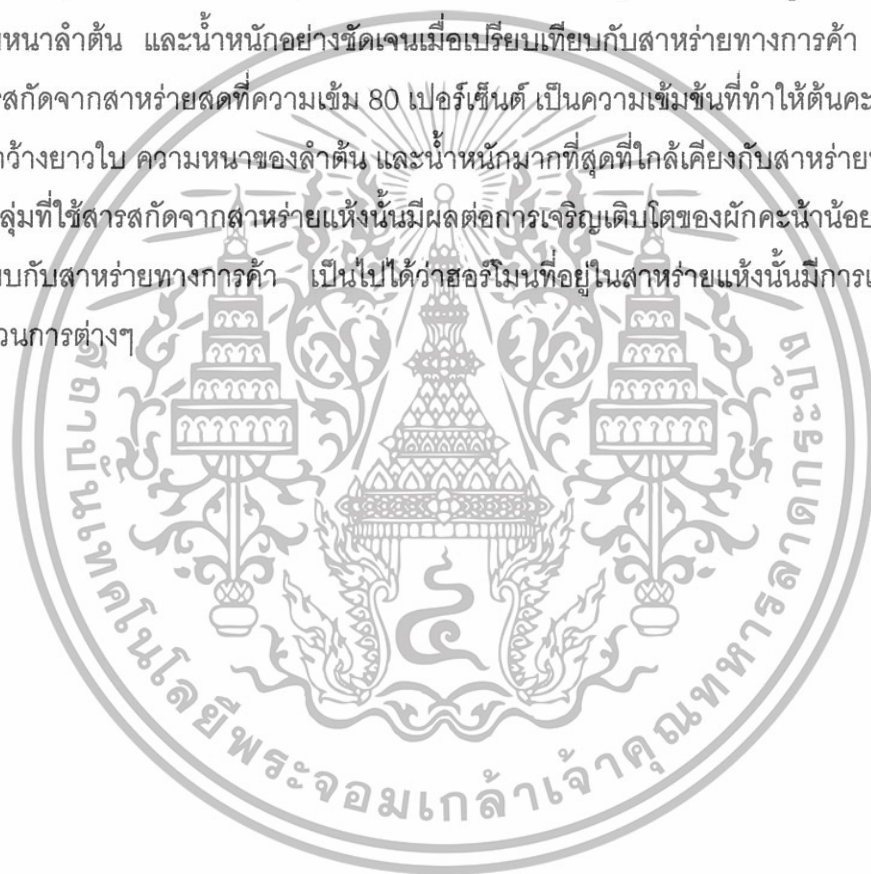 หนาลำต้น และน้ำหนักอย่างชัดเจนเมื่อเปรียบเทียบกับสาหร่ายทางการค้า
สกัดจากสาหร่ายสดที่ความเข้ม 80 เปอร์เซ็นต์ เป็นความเข้มข้นที่ทำให้ต้นคะ
ว้างยาวใบ ความหนาของลำต้น และน้ำหนักมากที่สุดที่ใกล้เคียงกับสาหร่าย
ลุ่มที่ใช้สารสกัดจากสาหร่ายแห้งนั้นมีผลต่อการเจริญเติบโตของผักคะน้าน้อย
บกับสาหร่ายทางการค้า เป็นไปได้ว่าฮอร์โมนที่อยู่ในสาหร่ายแห้งนั้นมีการ
วนการต่างๆ
สถาบันเทคโนโลยีพระจอมเกล้าเจ้าคุณทหารลาดกระบัง